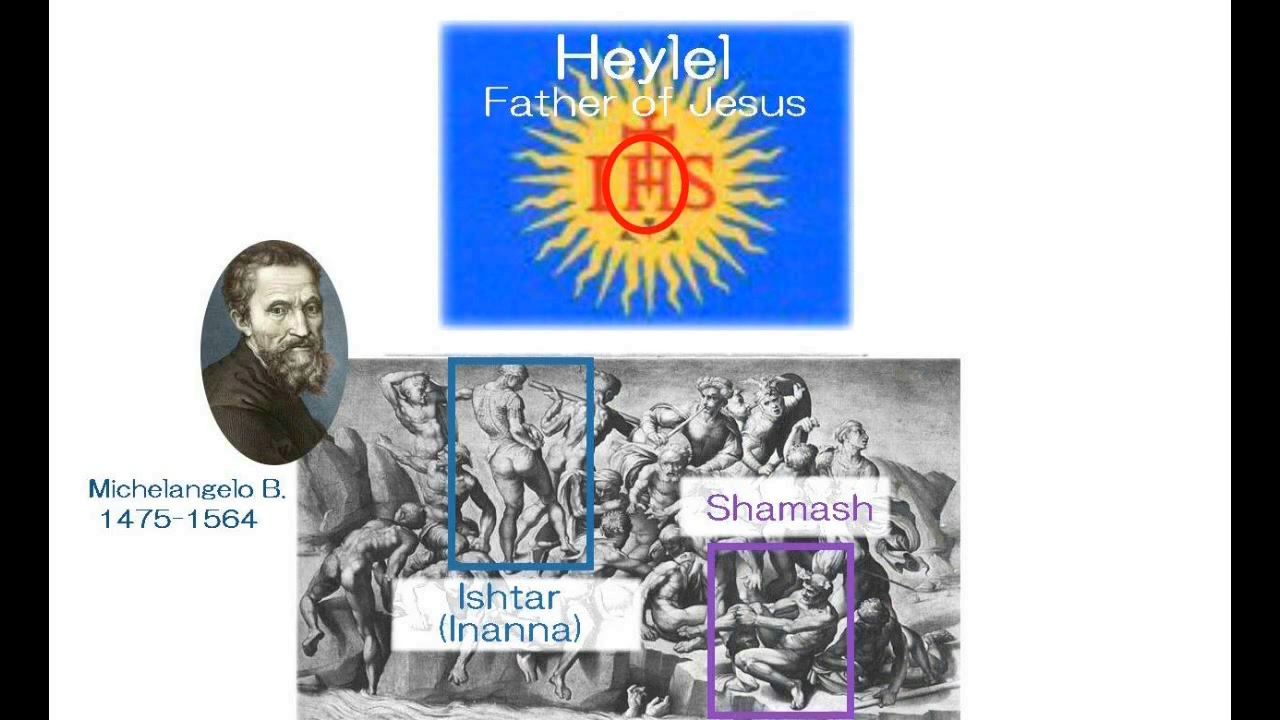 Heylel
Father of Jesus
IHS
Michelangelo B.
1475-1564
Shamash
Ishtar
(Inanna)